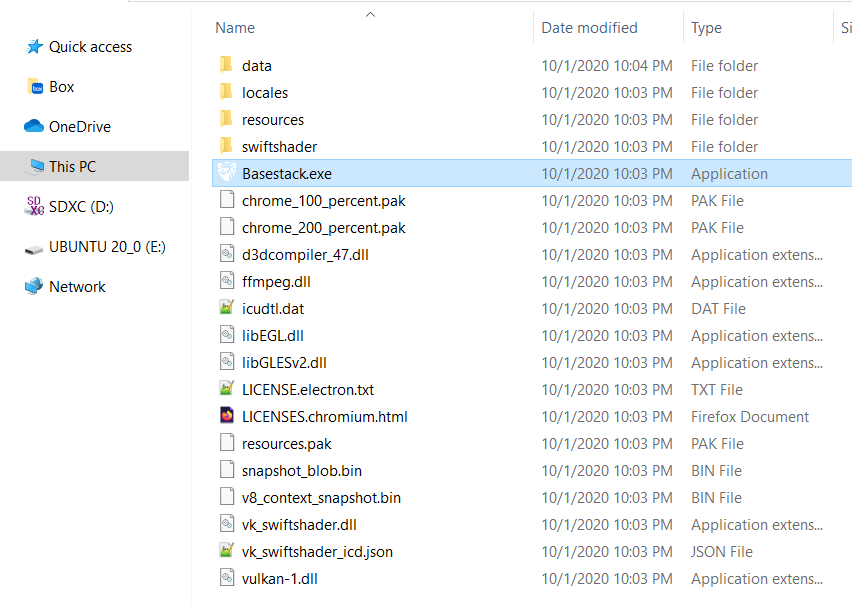 Name Date modified Type Si
Quick access
Box
OneDrive
This PC
SDXC (D:)
UBUNTU 20_0 (E:)
Network
data 10/1/2020 10:04 PM File folder
locales 10/1/2020 10:03 PM File folder
resources 10/1/2020 10:03 PM File folder
swiftshader 10/1/2020 10:03 PM File folder
Basestack.exe 10/1/2020 10:03 PM Application
chrome_100_percent.pak 10/1/2020 10:03 PM PAK File
chrome_200_percent.pak 10/1/2020 10:03 PM PAK File
d3dcompiler_47.dll 10/1/2020 10:03 PM Application extens...
ffmpeg.dll 10/1/2020 10:03 PM Application extens...
icudtl.dat 10/1/2020 10:03 PM DAT File
libEGL.dll 10/1/2020 10:03 PM Application extens...
libGLESv2.dll 10/1/2020 10:03 PM Application extens...
LICENSE.electron.txt 10/1/2020 10:03 PM TXT File
LICENSES.chromium.html 10/1/2020 10:03 PM Firefox Document
resources.pak 10/1/2020 10:03 PM PAK File
snapshot_blob.bin 10/1/2020 10:03 PM BIN File
v8_context_snapshot.bin 10/1/2020 10:03 PM BIN File
vk_swiftshader.dll 10/1/2020 10:03 PM Application extens...
vk_swiftshader_icd.json 10/1/2020 10:03 PM JSON File
vulkan-1.dll 10/1/2020 10:03 PM Application extens...